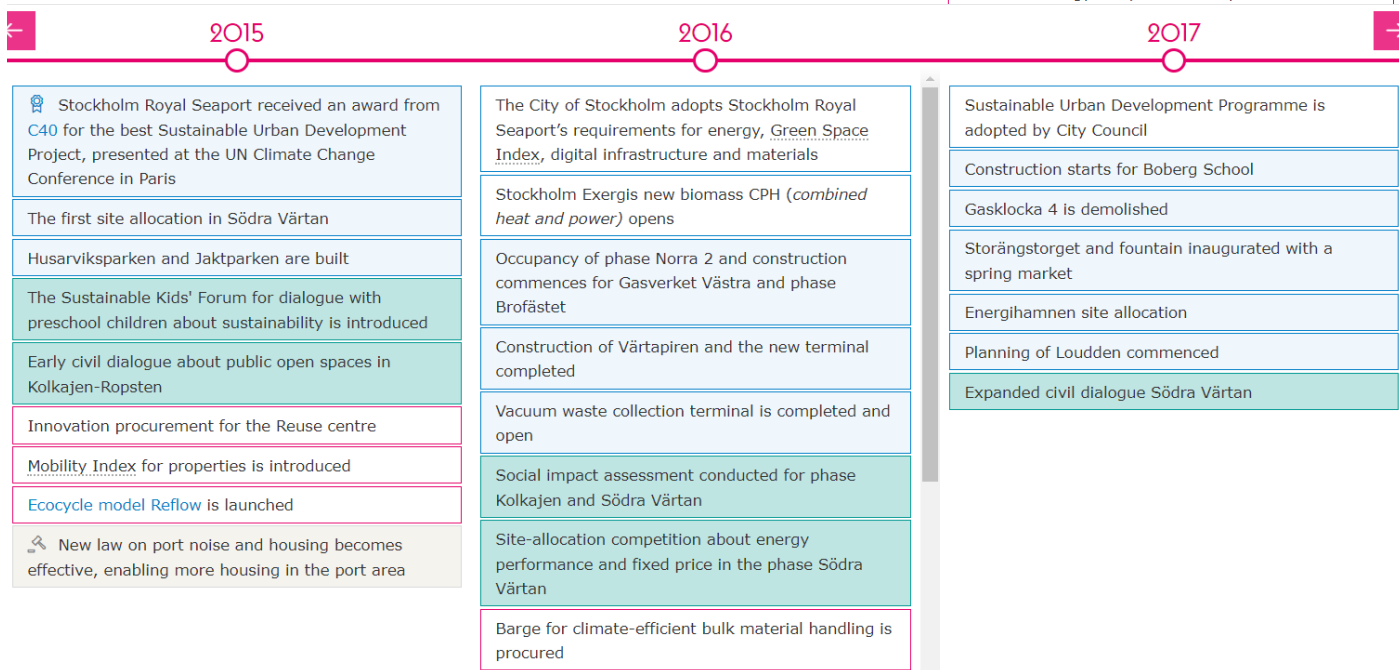 2015
Stockholm Royal Seaport received an award from
C40 for the best Sustainable Urban Development
Project, presented at the UN Climate Change
Conference in Paris
The first site allocation in Södra Värtan
Husarviksparken and Jaktparken are built
The Sustainable Kids' Forum for dialogue with
preschool children about sustainability is introduced
Early civil dialogue about public open spaces in
Kolkajen-Ropsten
Innovation procurement for the Reuse centre
Mobility Index for properties is introduced
Ecocycle model Reflow is launched
New law on port noise and housing becomes
effective, enabling more housing in the port area
2016
The City of Stockholm adopts Stockholm Royal
Seaport’s requirements for energy, Green Space
Index, digital infrastructure and materials
Stockholm Exergis new biomass CPH (combined
heat and power) opens
Occupancy of phase Norra 2 and construction
commences for Gasverket Västra and phase
Brofästet
Construction of Värtapiren and the new terminal
completed
Vacuum waste collection terminal is completed and
open
Social impact assessment conducted for phase
Kolkajen and Södra Värtan
Site-allocation competition about energy
performance and fixed price in the phase Södra
Värtan
Barge for climate-efficient bulk material handling is
procured
2017
Sustainable Urban Development Programme is
adopted by City Council
Construction starts for Boberg School
Gasklocka 4 is demolished
Storängstorget and fountain inaugurated with a
spring market
Energihamnen site allocation
Planning of Loudden commenced
Expanded civil dialogue Södra Värtan